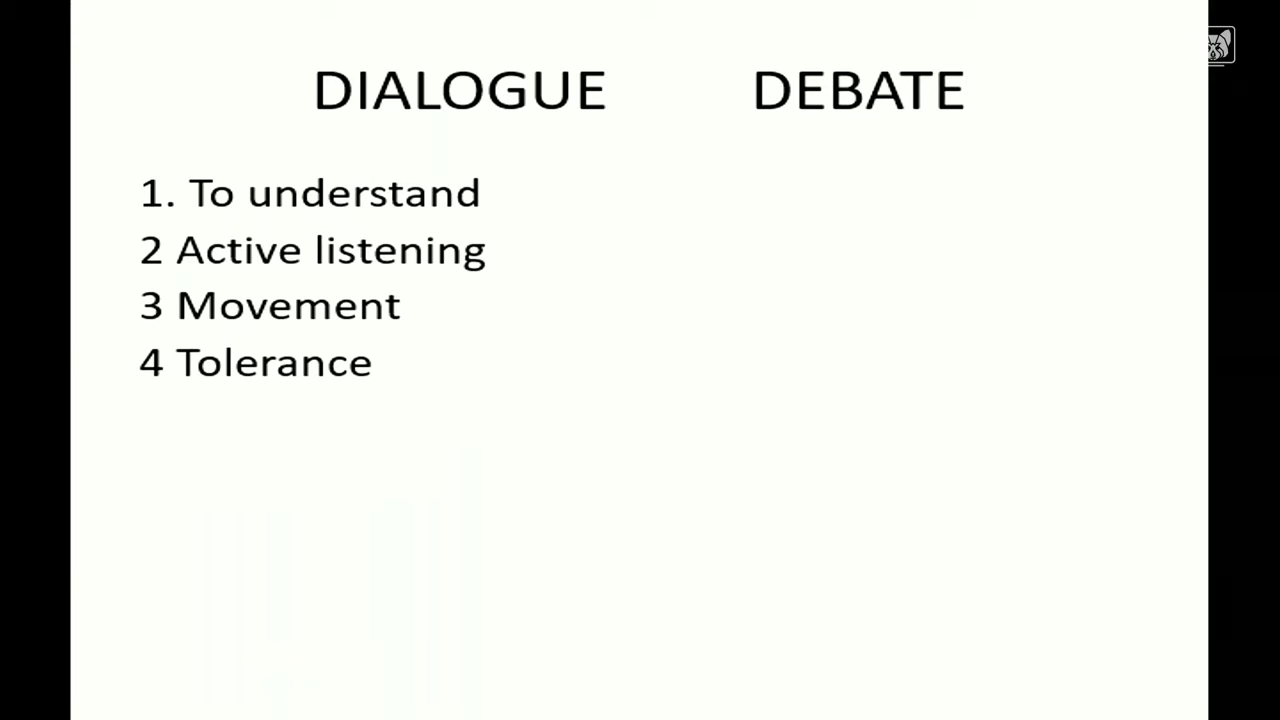 DIALOGUE DEBATE
1. To understand
2 Active listening
3 Movement
4 Tolerance